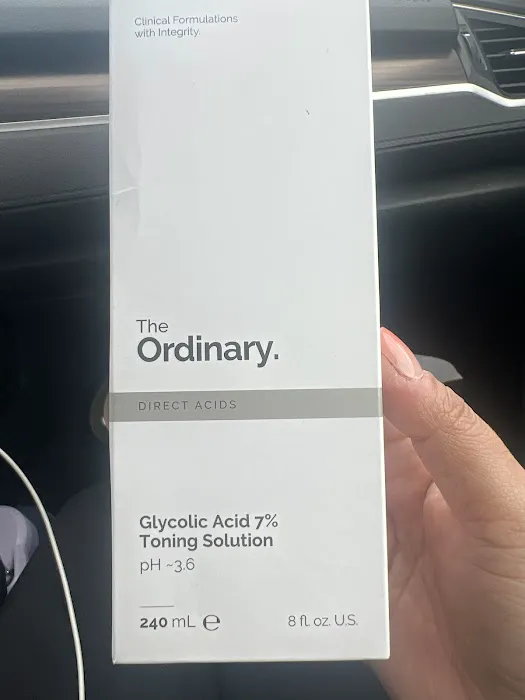 Clinical Formulations
with Integrity.
The
Ordinary.
DIRECT ACIDS
Glycolic Acid 7%
Toning Solution
pH ~3.6
240 mL ℮ 8 fl. oz. U.S.